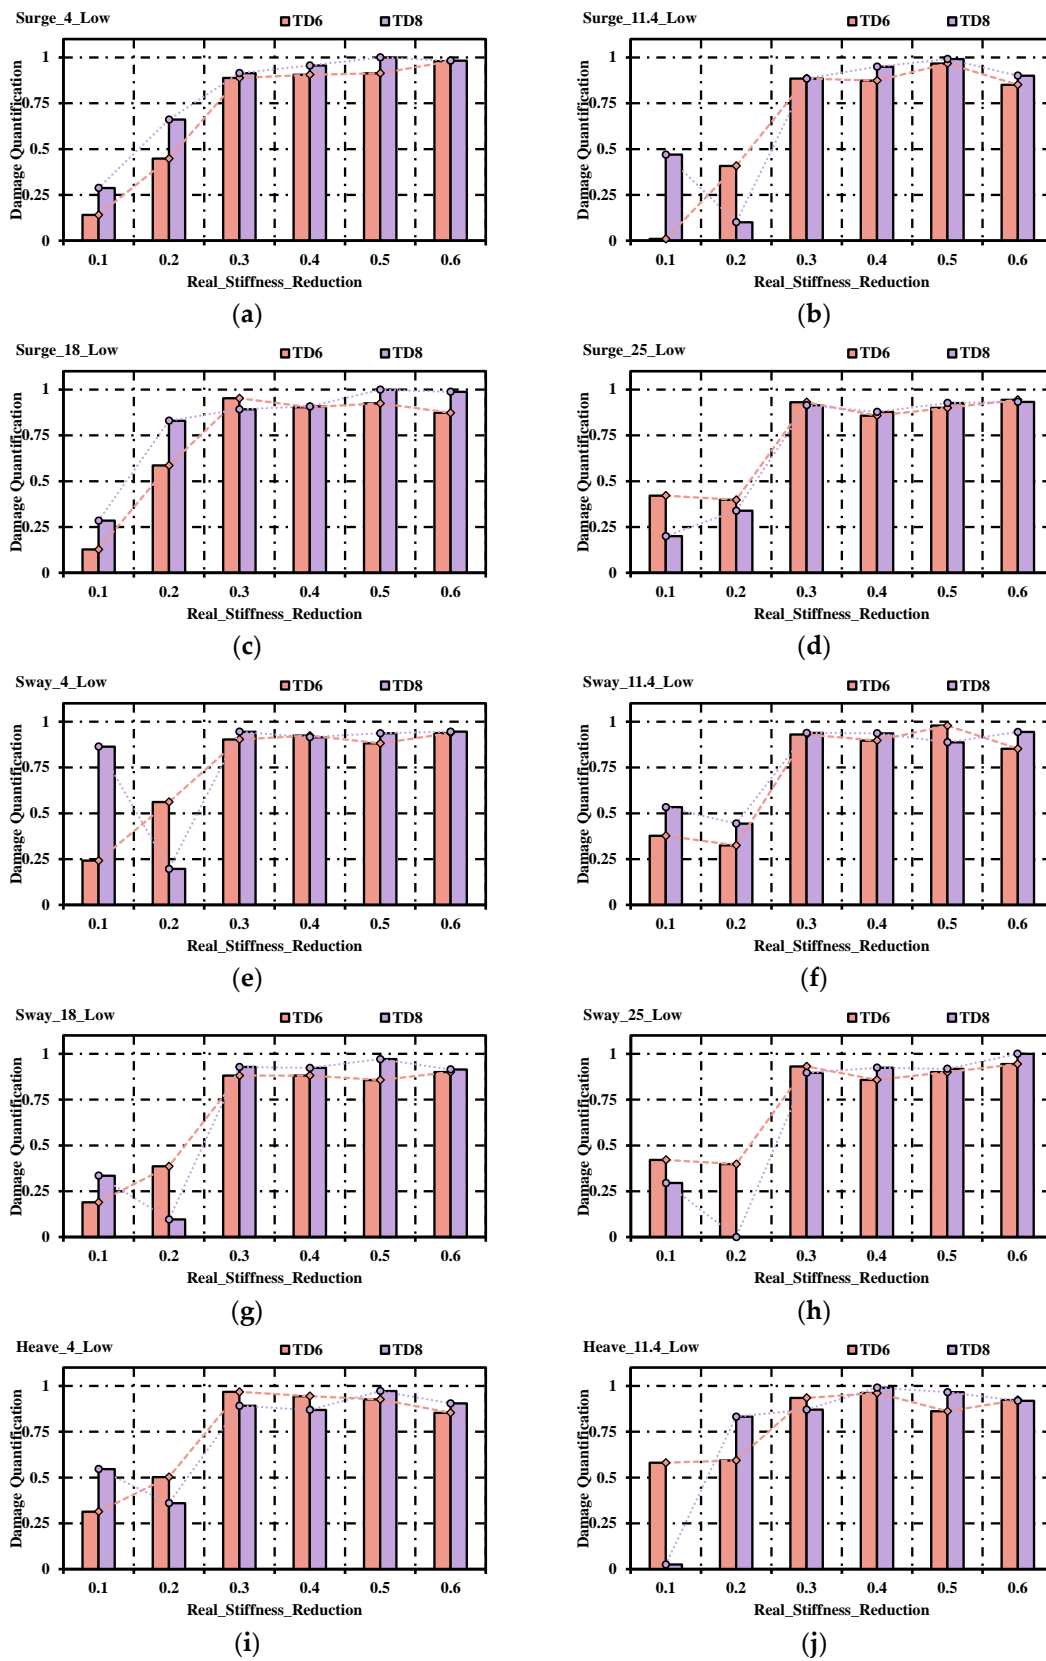 Surge_4_Low TD6 TD8
Damage Quantification
1
0.75
0.5
0.25
0
0.1 0.2 0.3 0.4 0.5 0.6
Real_Stiffness_Reduction
(a)
Surge_11.4_Low TD6 TD8
Damage Quantification
1
0.75
0.5
0.25
0
0.1 0.2 0.3 0.4 0.5 0.6
Real_Stiffness_Reduction
(b)
Surge_18_Low TD6 TD8
Damage Quantification
1
0.75
0.5
0.25
0
0.1 0.2 0.3 0.4 0.5 0.6
Real_Stiffness_Reduction
(c)
Surge_25_Low TD6 TD8
Damage Quantification
1
0.75
0.5
0.25
0
0.1 0.2 0.3 0.4 0.5 0.6
Real_Stiffness_Reduction
(d)
Sway_4_Low TD6 TD8
Damage Quantification
1
0.75
0.5
0.25
0
0.1 0.2 0.3 0.4 0.5 0.6
Real_Stiffness_Reduction
(e)
Sway_11.4_Low TD6 TD8
Damage Quantification
1
0.75
0.5
0.25
0
0.1 0.2 0.3 0.4 0.5 0.6
Real_Stiffness_Reduction
(f)
Sway_18_Low TD6 TD8
Damage Quantification
1
0.75
0.5
0.25
0
0.1 0.2 0.3 0.4 0.5 0.6
Real_Stiffness_Reduction
(g)
Sway_25_Low TD6 TD8
Damage Quantification
1
0.75
0.5
0.25
0
0.1 0.2 0.3 0.4 0.5 0.6
Real_Stiffness_Reduction
(h)
Heave_4_Low TD6 TD8
Damage Quantification
1
0.75
0.5
0.25
0
0.1 0.2 0.3 0.4 0.5 0.6
Real_Stiffness_Reduction
(i)
Heave_11.4_Low TD6 TD8
Damage Quantification
1
0.75
0.5
0.25
0
0.1 0.2 0.3 0.4 0.5 0.6
Real_Stiffness_Reduction
(j)